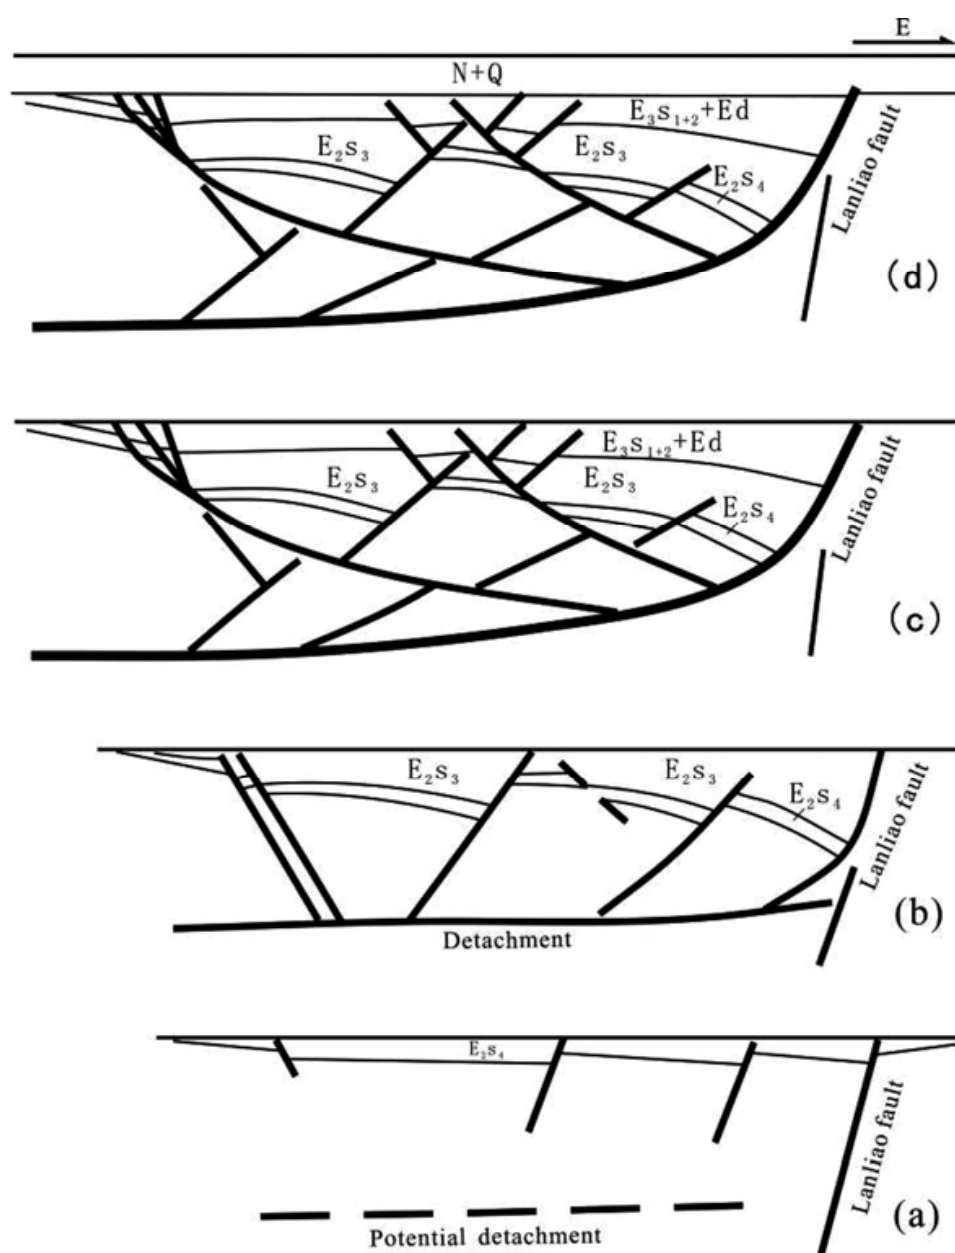 E
N+Q
E₃s₁₊₂+Ed
E₂s₃
E₂s₃
E₂s₄
Lanliao fault
(d)
E₃s₁₊₂+Ed
E₂s₃
E₂s₃
E₂s₄
Lanliao fault
(c)
E₂s₃
E₂s₃
E₂s₄
Lanliao fault
(b)
Detachment
E₂s₄
Lanliao fault
(a)
Potential detachment